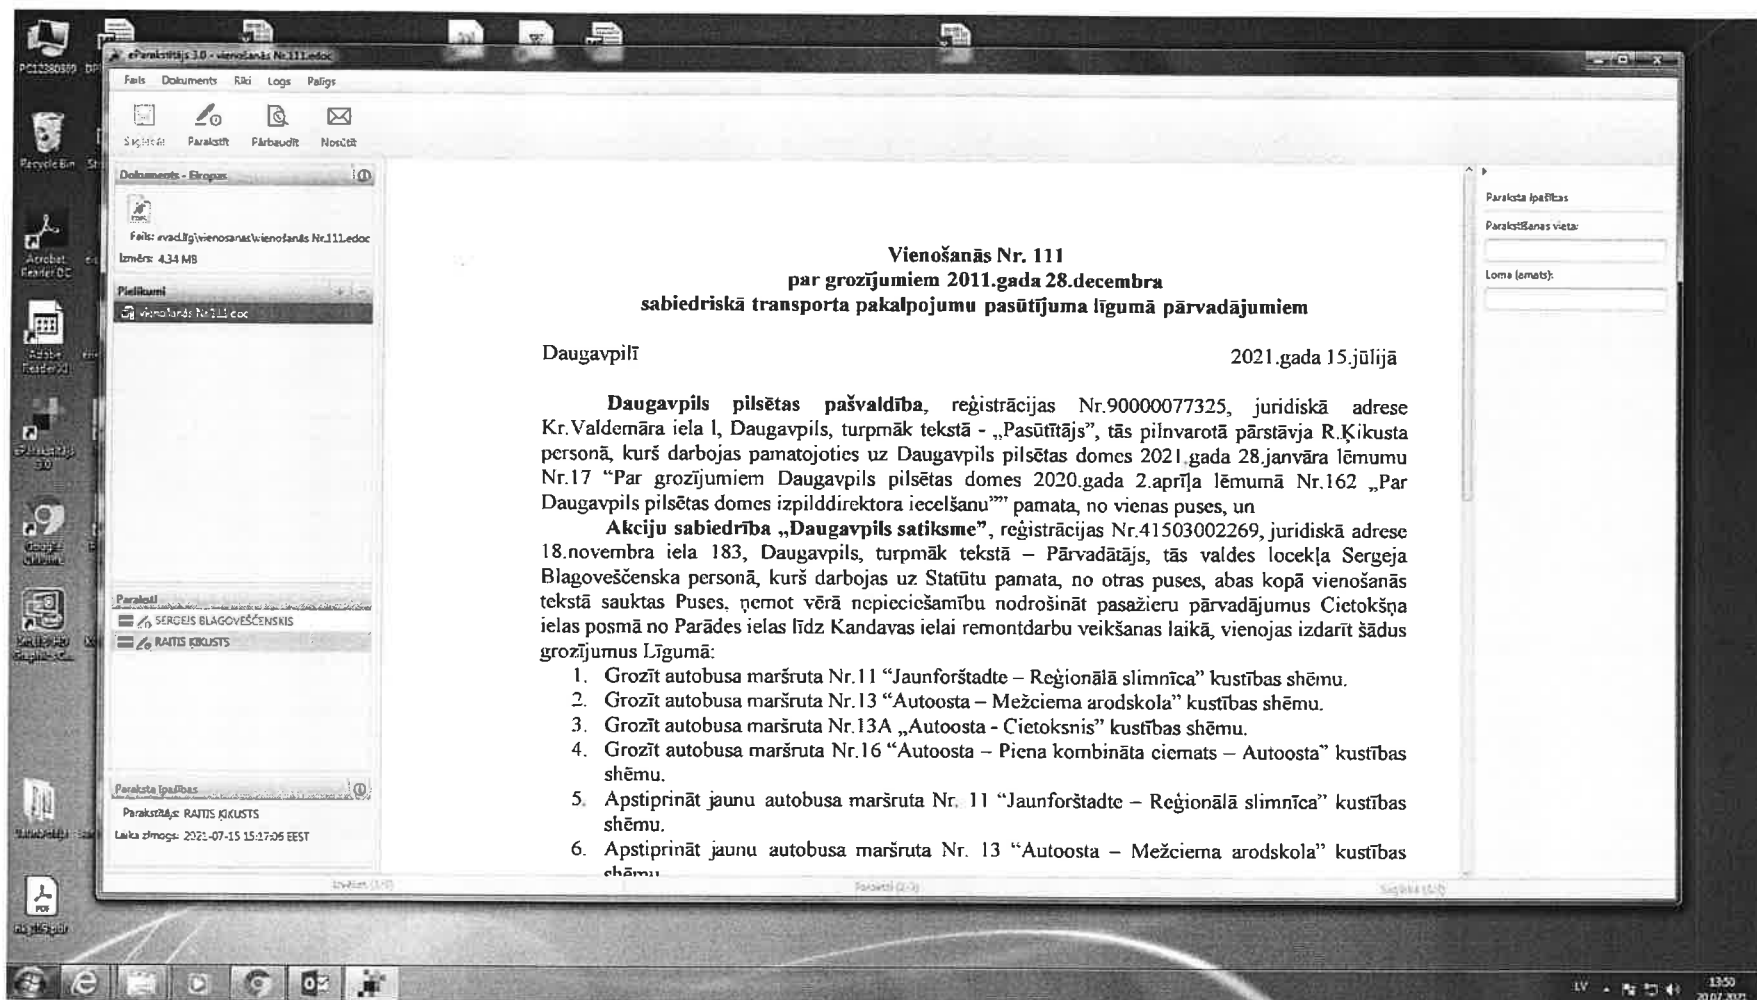 eParakstītājs 3.0 - vienošanās Nr.111.edoc
Fails Dokuments Rīki Logs Palīgs
Saglabāt Parakstīt Pārbaudīt Nosūtīt
PC12380389
Recycle Bin
Acrobat Reader DC
Dokuments - Eiropas
Izmērs: 4.34 MB
Pielikumi
vienošanās Nr.111.doc
Vienošanās Nr. 111
par grozījumiem 2011.gada 28.decembra
sabiedriskā transporta pakalpojumu pasūtījuma līgumā pārvadājumiem
Daugavpilī 2021.gada 15.jūlijā
Daugavpils pilsētas pašvaldība, reģistrācijas Nr.90000077325, juridiskā adrese
Kr.Valdemāra iela 1, Daugavpils, turpmāk tekstā - „Pasūtītājs”, tās pilnvarotā pārstāvja R.Ķikusta
personā, kurš darbojas pamatojoties uz Daugavpils pilsētas domes 2021.gada 28.janvāra lēmumu
Nr.17 “Par grozījumiem Daugavpils pilsētas domes 2020.gada 2.aprīļa lēmumā Nr.162 „Par
Daugavpils pilsētas domes izpilddirektora iecelšanu”” pamata, no vienas puses, un
Akciju sabiedrība „Daugavpils satiksme”, reģistrācijas Nr.41503002269, juridiskā adrese
18.novembra iela 183, Daugavpils, turpmāk tekstā – Pārvadātājs, tās valdes locekļa Sergeja
Blagoveščenska personā, kurš darbojas uz Statūtu pamata, no otras puses, abas kopā vienošanās
tekstā sauktas Puses, ņemot vērā nepieciešamību nodrošināt pasažieru pārvadājumus Cietokšņa
ielas posmā no Parādes ielas līdz Kandavas ielai remontdarbu veikšanas laikā, vienojas izdarīt šādus
grozījumus Līgumā:
1. Grozīt autobusa maršruta Nr.11 “Jaunforštadte – Reģionālā slimnīca” kustības shēmu.
2. Grozīt autobusa maršruta Nr.13 “Autoosta – Mežciema arodskola” kustības shēmu.
3. Grozīt autobusa maršruta Nr.13A „Autoosta - Cietoksnis” kustības shēmu.
4. Grozīt autobusa maršruta Nr.16 “Autoosta – Piena kombināta ciemats – Autoosta” kustības
shēmu.
5. Apstiprināt jaunu autobusa maršruta Nr. 11 “Jaunforštadte – Reģionālā slimnīca” kustības
shēmu.
6. Apstiprināt jaunu autobusa maršruta Nr. 13 “Autoosta – Mežciema arodskola” kustības
shēmu
Paraksti
SERGEJS BLAGOVEŠČENSKIS
RAITIS ĶIKUSTS
Paraksta īpašības
Parakstītājs: RAITIS ĶIKUSTS
Laika zīmogs: 2021-07-15 15:17:05 EEST
Paraksta īpašības
Parakstīšanas vieta:
Loma (amats):
LV
13:50
20.07.2021